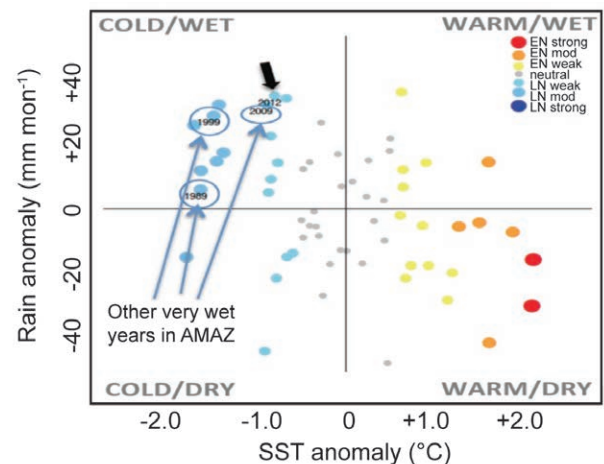 COLD/WET
WARM/WET
EN strong
EN mod
EN weak
neutral
LN weak
LN mod
LN strong
2012
2009
1999
1989
Rain anomaly (mm mon⁻¹)
+40
+20
0
-20
-40
Other very wet
years in AMAZ
COLD/DRY
WARM/DRY
-2.0
-1.0
0
+1.0
+2.0
SST anomaly (°C)